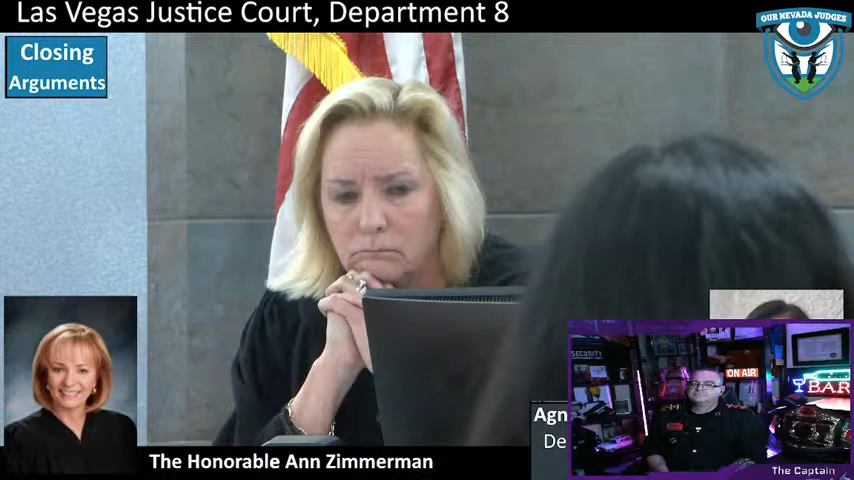 Las Vegas Justice Court, Department 8
Closing
Arguments
OUR NEVADA JUDGES
SECURITY
ON AIR
BAR
Agn
De
The Honorable Ann Zimmerman
The Captain